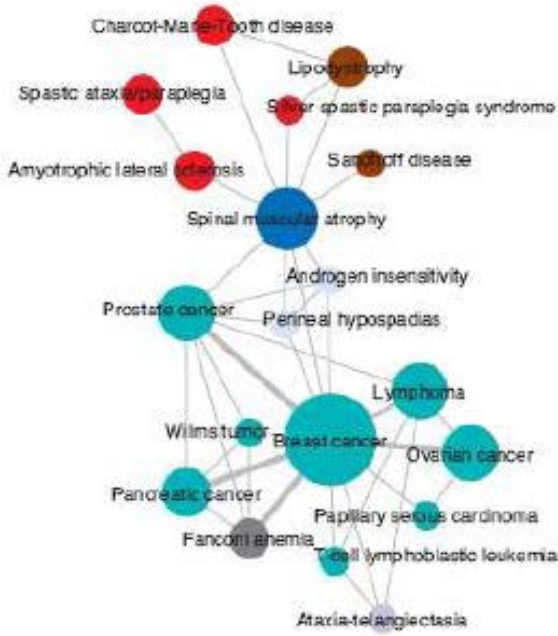 Charcot-Marie-Tooth disease
Lipodystrophy
Spastic ataxia/paraplegia
Silver spastic paraplegia syndrome
Sandhoff disease
Amyotrophic lateral sclerosis
Spinal muscular atrophy
Androgen insensitivity
Prostate cancer
Perineal hypospadias
Lymphoma
Wilms tumor
Breast cancer
Ovarian cancer
Pancreatic cancer
Papillary serous carcinoma
Fanconi anemia
T-cell lymphoblastic leukemia
Ataxia-telangiectasia